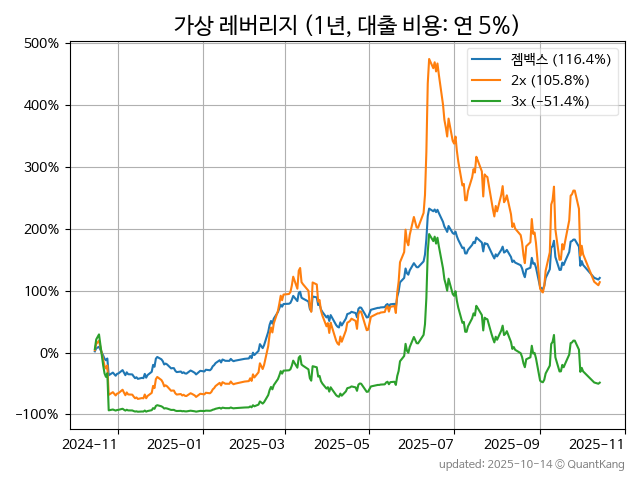 가상 레버리지 (1년, 대출 비용: 연 5%)
500%
400%
300%
200%
100%
0%
−100%
젬백스 (116.4%)
2x (105.8%)
3x (−51.4%)
2024-11
2025-01
2025-03
2025-05
2025-07
2025-09
2025-11
updated: 2025-10-14 © QuantKang